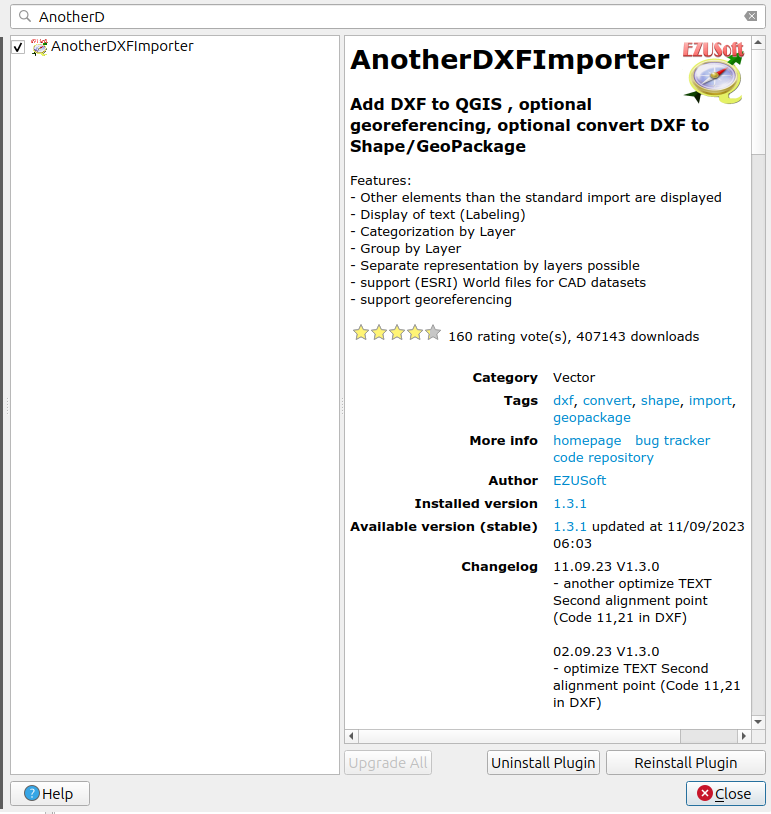 AnotherD
AnotherDXFImporter
AnotherDXFImporter
EZUSoft
Add DXF to QGIS , optional
georeferencing, optional convert DXF to
Shape/GeoPackage
Features:
- Other elements than the standard import are displayed
- Display of text (Labeling)
- Categorization by Layer
- Group by Layer
- Separate representation by layers possible
- support (ESRI) World files for CAD datasets
- support georeferencing
160 rating vote(s), 407143 downloads
Category Vector
Tags dxf, convert, shape, import,
geopackage
More info homepage bug tracker
code repository
Author EZUSoft
Installed version 1.3.1
Available version (stable) 1.3.1 updated at 11/09/2023
06:03
Changelog 11.09.23 V1.3.0
- another optimize TEXT
Second alignment point
(Code 11,21 in DXF)
02.09.23 V1.3.0
- optimize TEXT Second
alignment point (Code 11,21
in DXF)
Upgrade All Uninstall Plugin Reinstall Plugin
Help Close